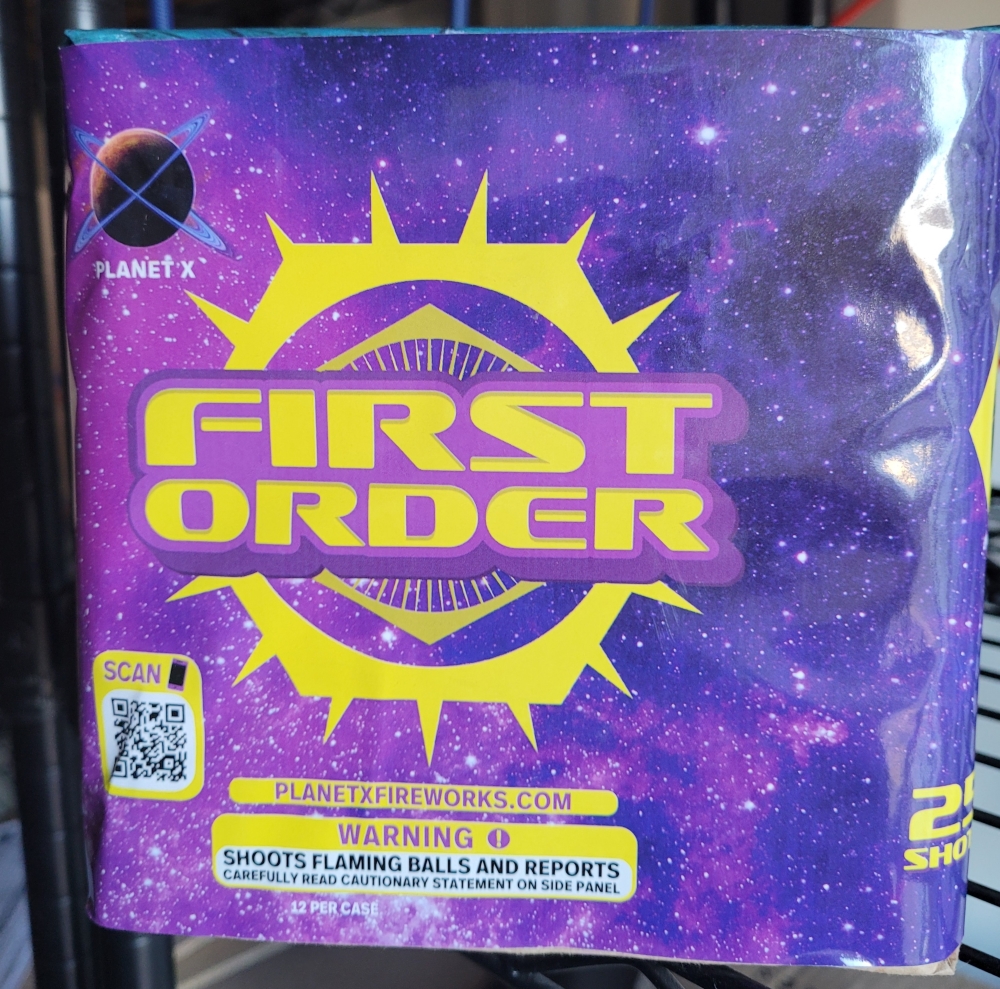 PLANET X
FIRST
ORDER
SCAN
PLANETXFIREWORKS.COM
WARNING !
SHOOTS FLAMING BALLS AND REPORTS
CAREFULLY READ CAUTIONARY STATEMENT ON SIDE PANEL
12 PER CASE